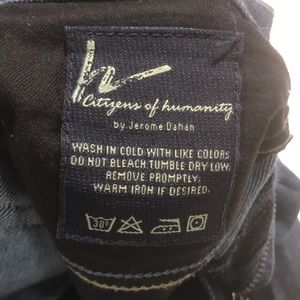 Citizens of humanity
by Jerome Dahan
WASH IN COLD WITH LIKE COLORS
DO NOT BLEACH TUMBLE DRY LOW
REMOVE PROMPTLY.
WARM IRON IF DESIRED.
30°